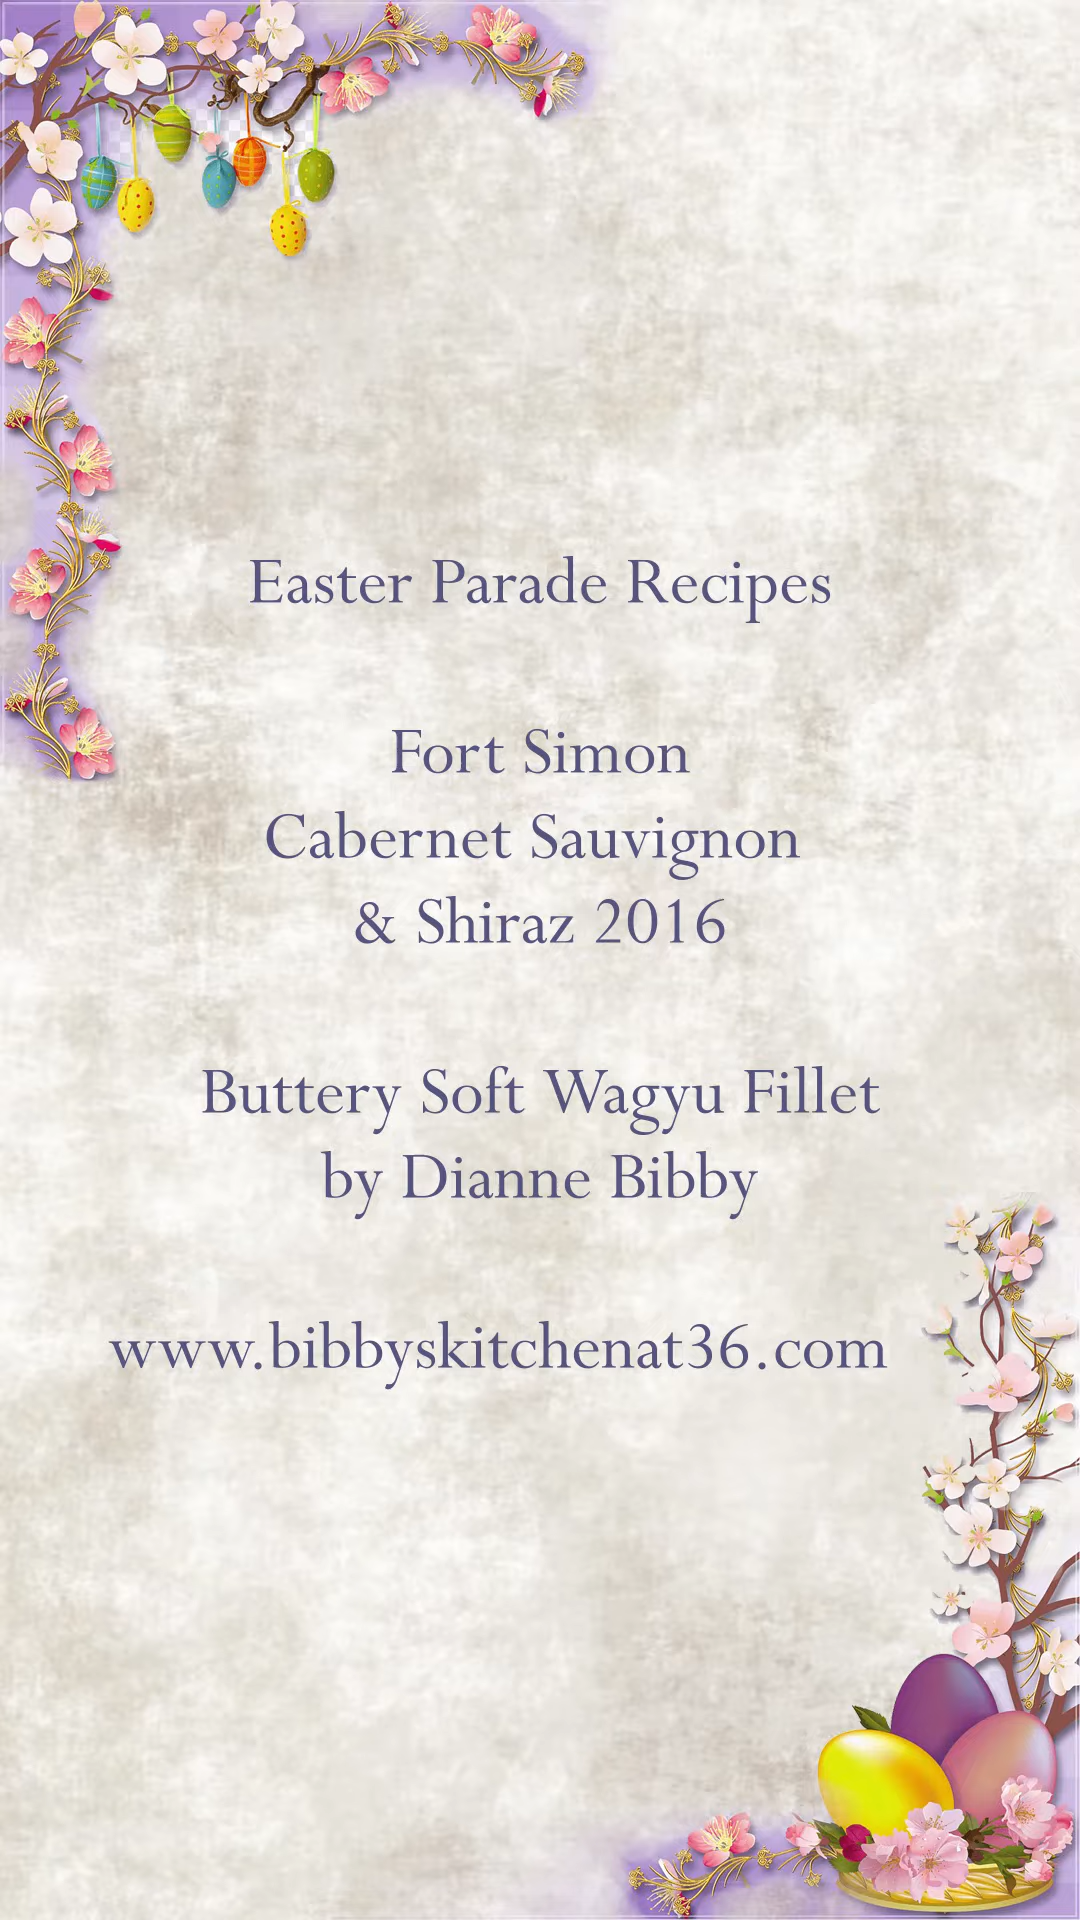 Easter Parade Recipes
Fort Simon
Cabernet Sauvignon
& Shiraz 2016
Buttery Soft Wagyu Fillet
by Dianne Bibby
www.bibbyskitchenat36.com